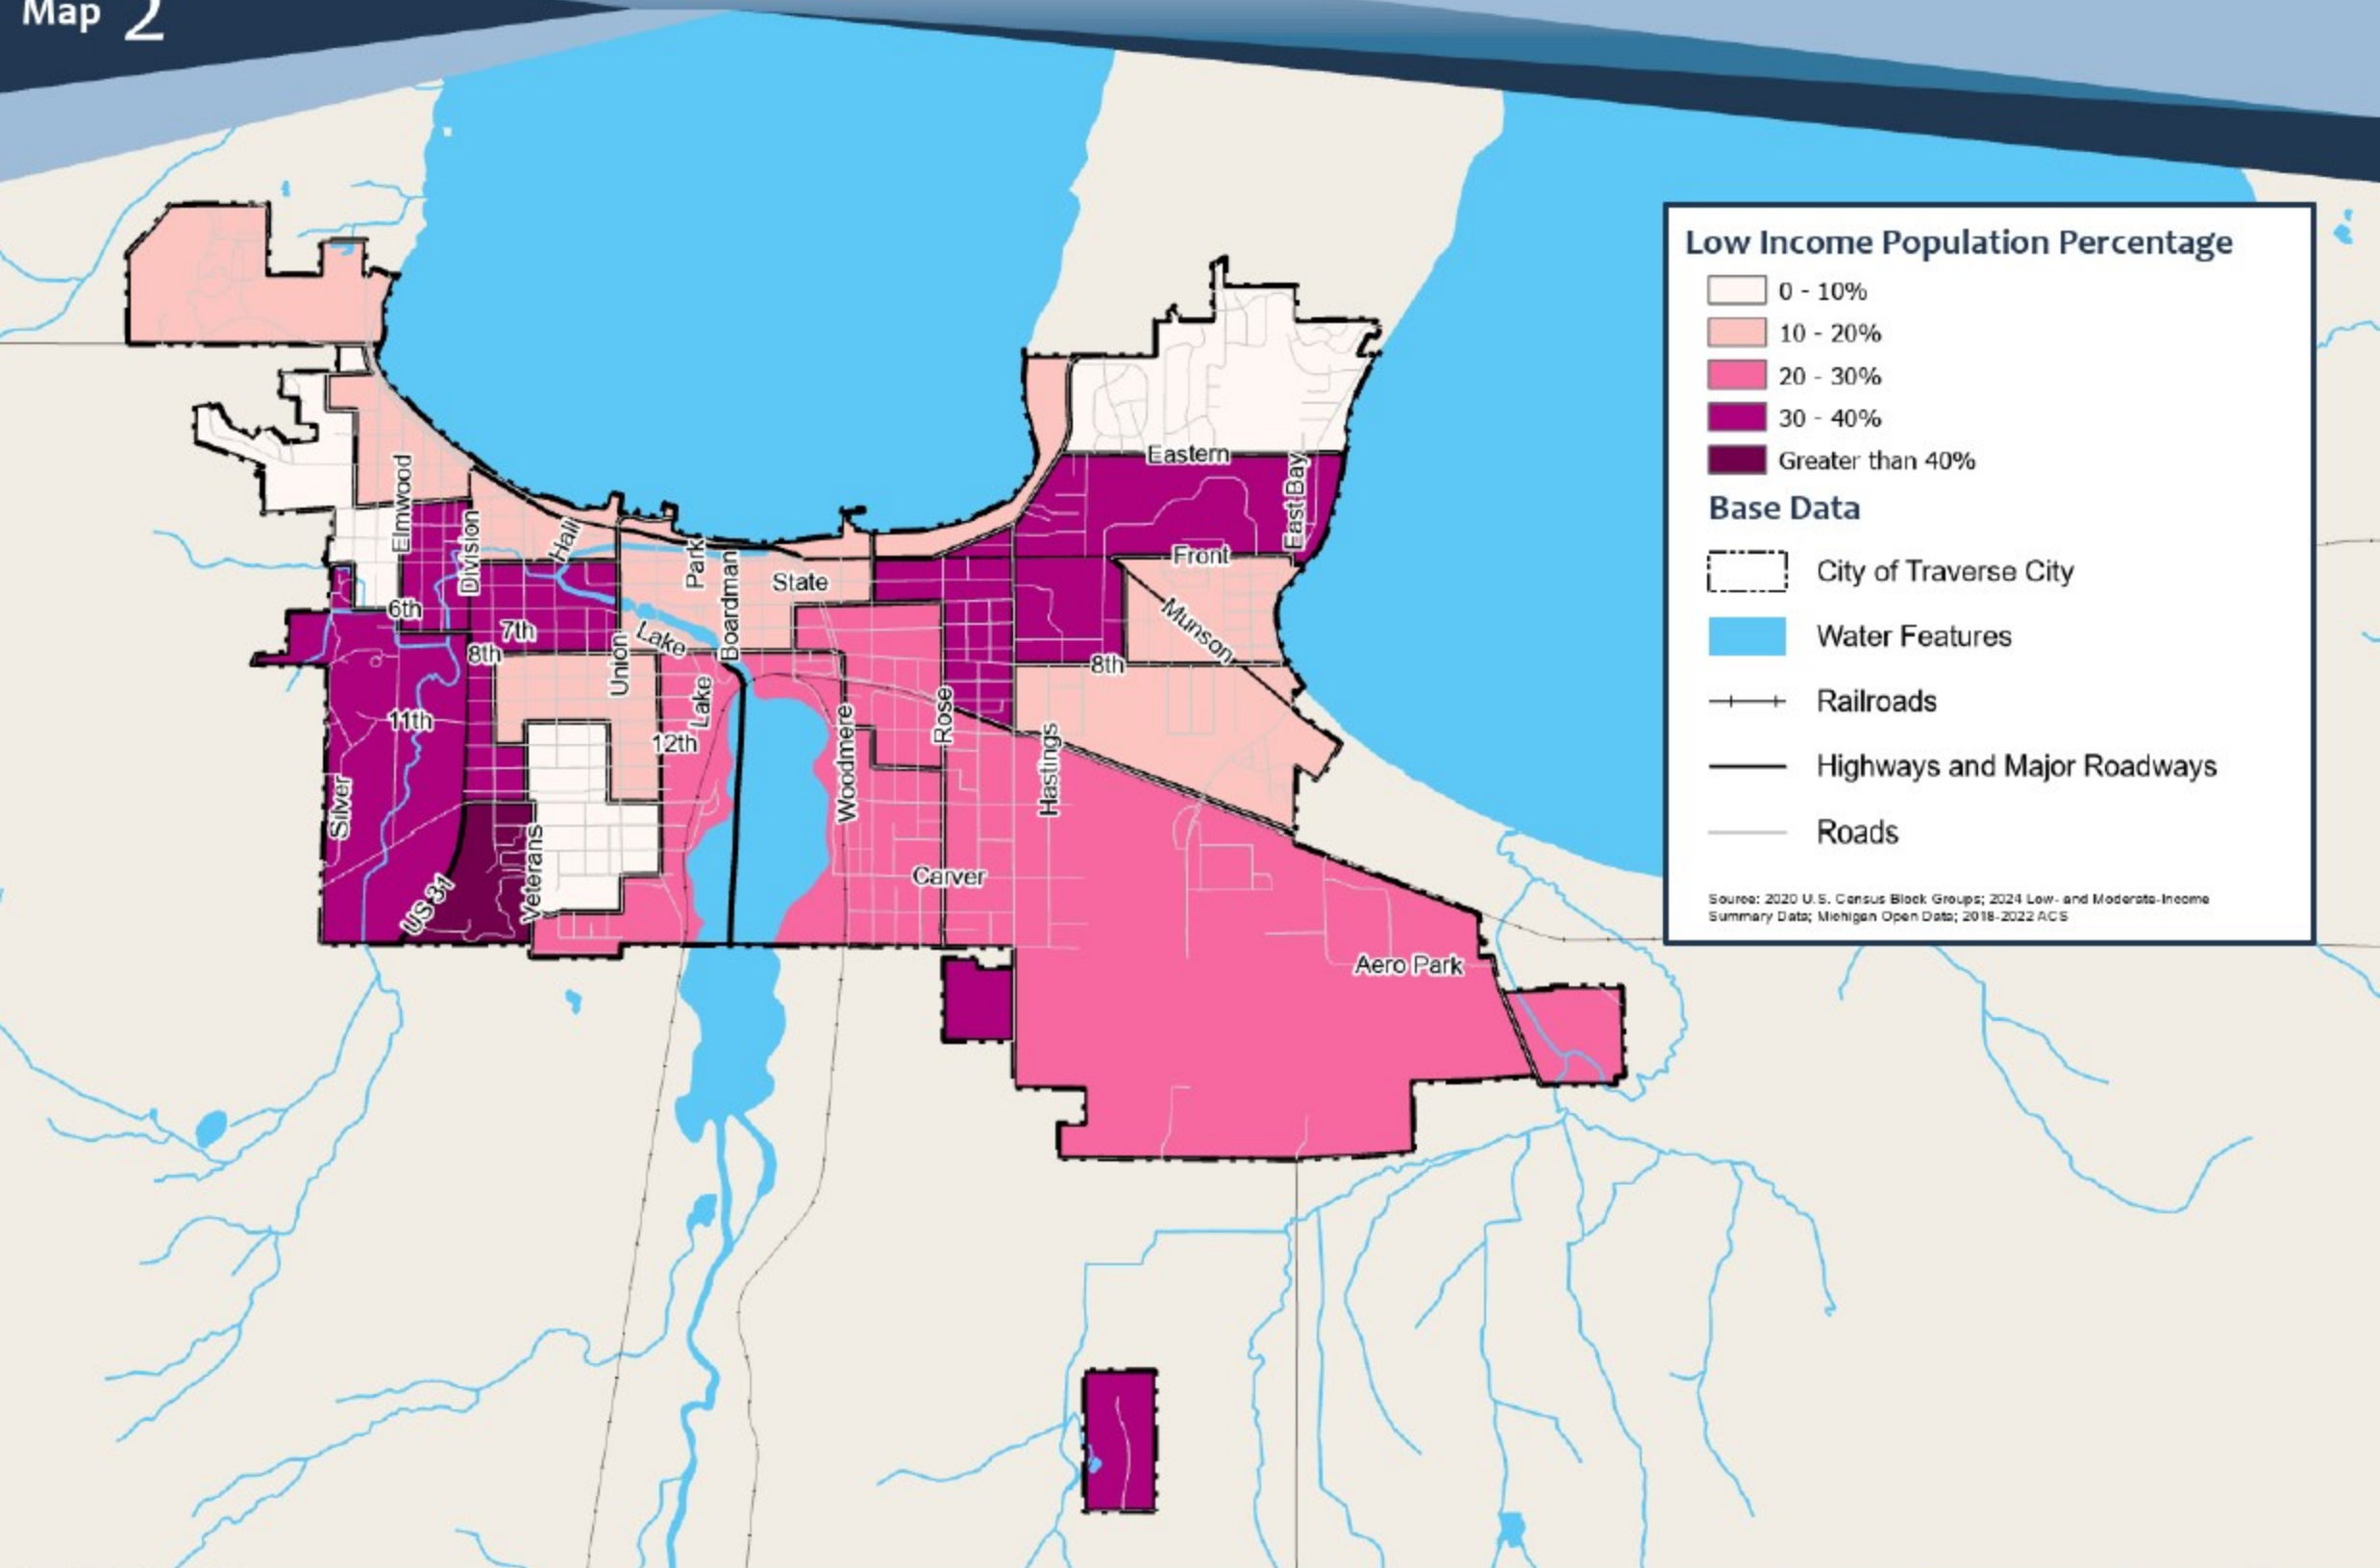 Map 2
Low Income Population Percentage
0 - 10%
10 - 20%
20 - 30%
30 - 40%
Greater than 40%
Base Data
City of Traverse City
Water Features
Railroads
Highways and Major Roadways
Roads
Source: 2020 U.S. Census Block Groups; 2024 Low- and Moderate-Income
Summary Data; Michigan Open Data; 2018-2022 ACS
Eastern
Elmwood
East Bay
Division
Hall
Front
Park
Boardman
State
6th
7th
Munson
Lake
8th
Union
8th
Lake
11th
Rose
12th
Woodmere
Hastings
Silver
Veterans
US-31
Carver
Aero Park